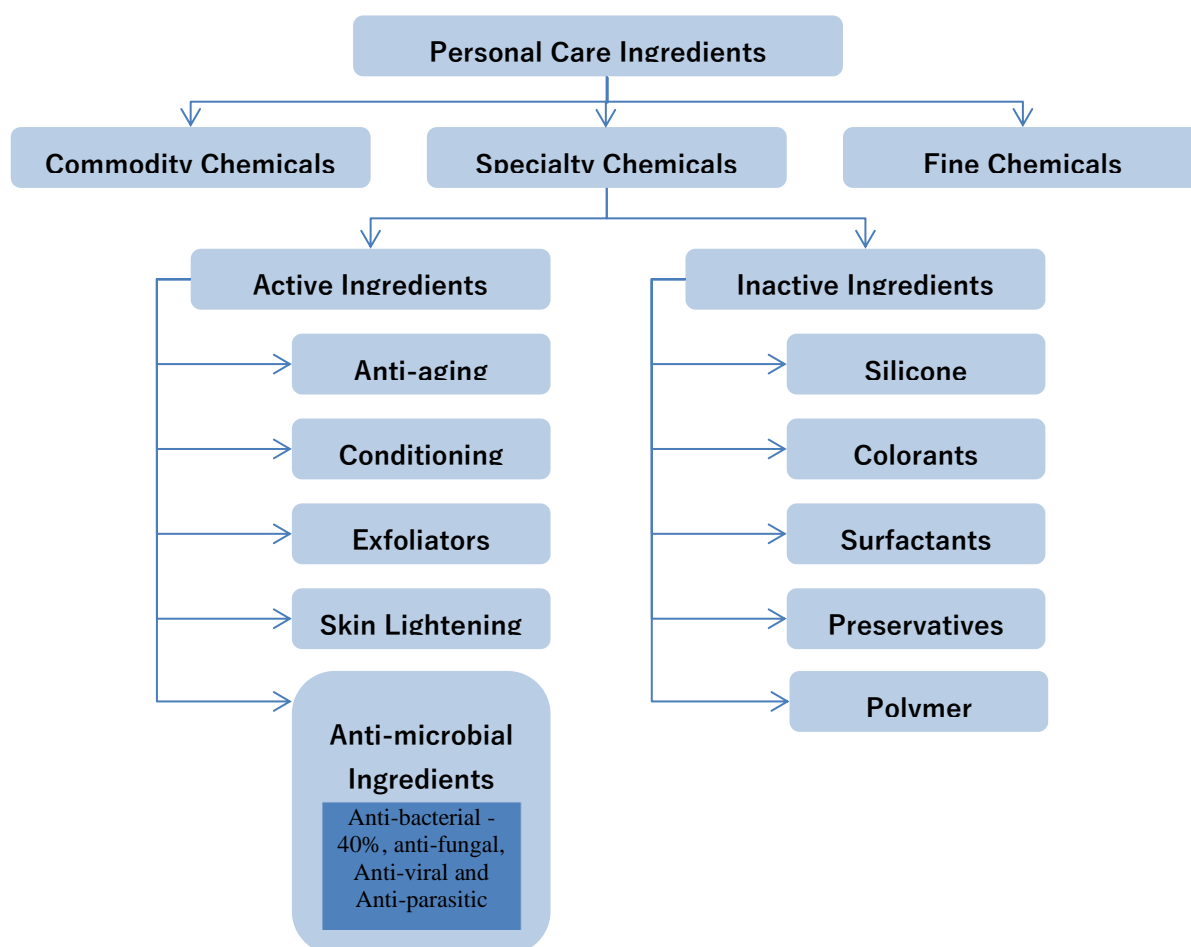 Personal Care Ingredients
Commodity Chemicals
Specialty Chemicals
Fine Chemicals
Active Ingredients
Inactive Ingredients
Anti-aging
Silicone
Conditioning
Colorants
Exfoliators
Surfactants
Skin Lightening
Preservatives
Anti-microbial
Ingredients
Anti-bacterial -
40%, anti-fungal,
Anti-viral and
Anti-parasitic
Polymer